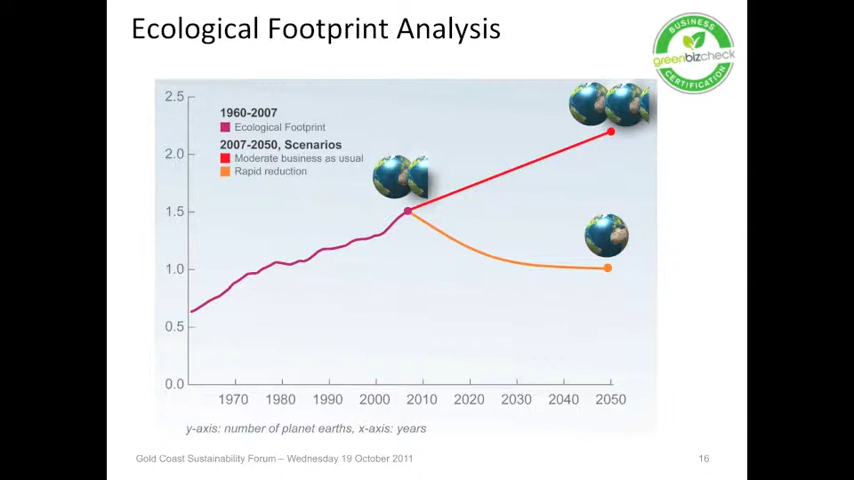 Ecological Footprint Analysis
BUSINESS
greenbizcheck
CERTIFICATION
2.5
1960-2007
Ecological Footprint
2007-2050, Scenarios
Moderate business as usual
Rapid reduction
2.0
1.5
1.0
0.5
0.0
1970 1980 1990 2000 2010 2020 2030 2040 2050
y-axis: number of planet earths, x-axis: years
Gold Coast Sustainability Forum – Wednesday 19 October 2011
16